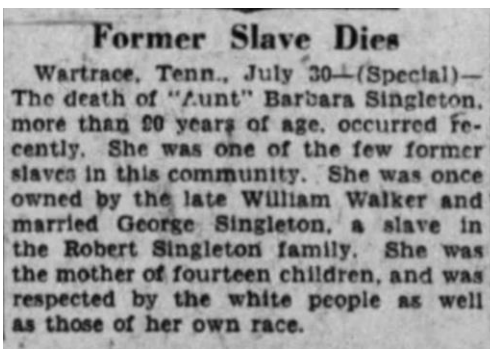 Former Slave Dies
Wartrace, Tenn., July 30—(Special)—
The death of "Aunt" Barbara Singleton,
more than 90 years of age, occurred re-
cently. She was one of the few former
slaves in this community. She was once
owned by the late William Walker and
married George Singleton, a slave in
the Robert Singleton family. She was
the mother of fourteen children, and was
respected by the white people as well
as those of her own race.